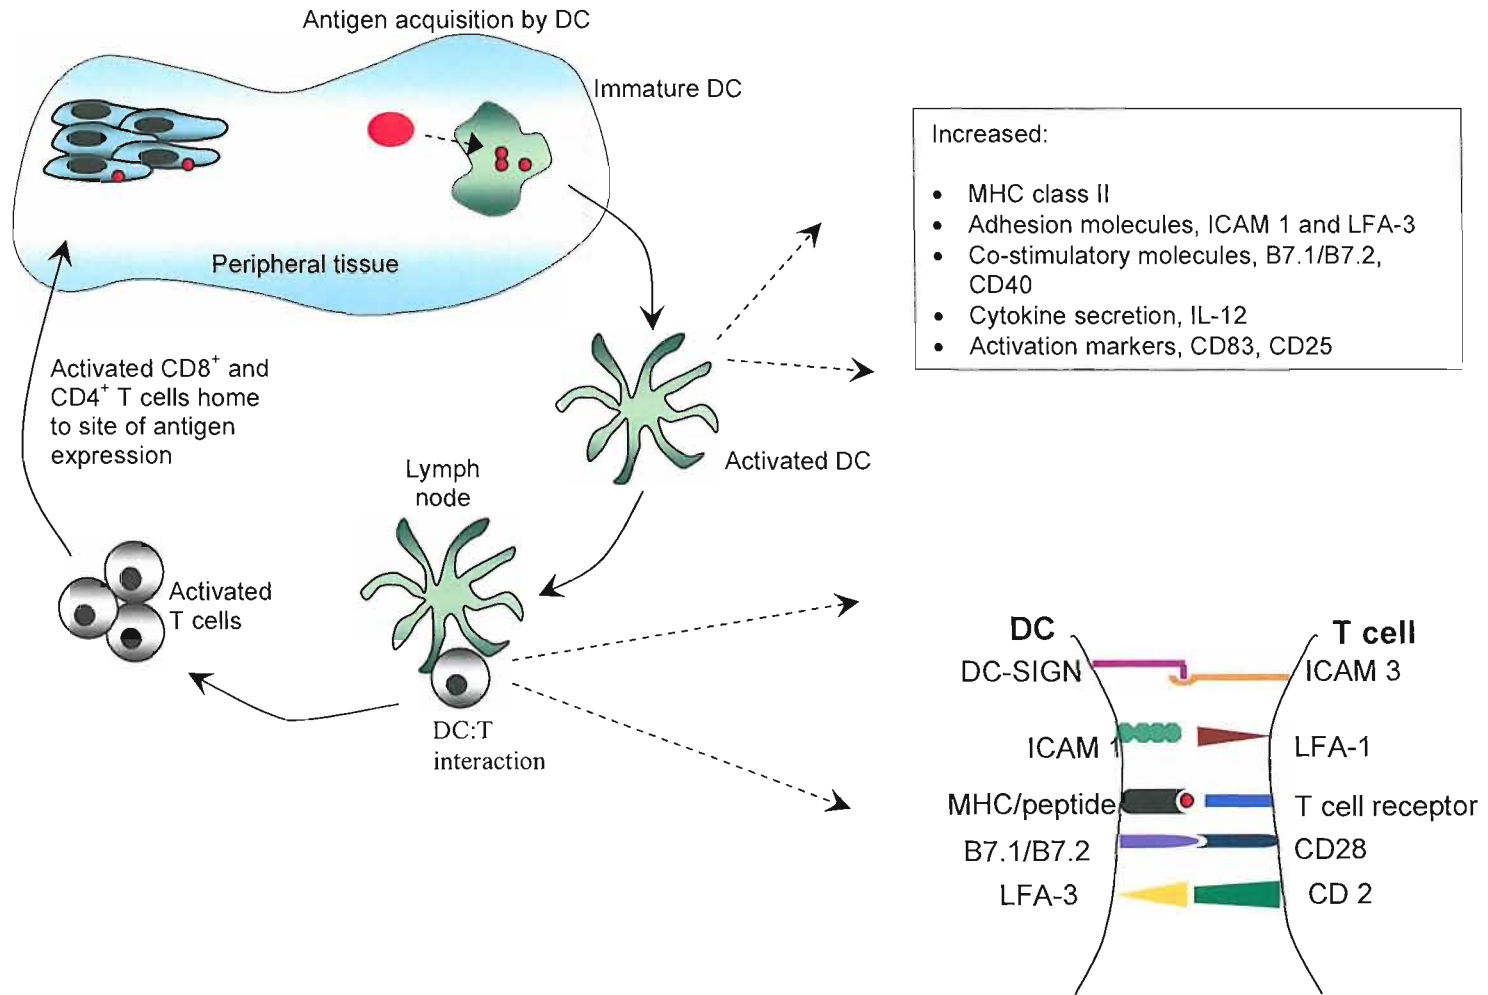 Antigen acquisition by DC
Immature DC
Peripheral tissue
Increased:
• MHC class II
• Adhesion molecules, ICAM 1 and LFA-3
• Co-stimulatory molecules, B7.1/B7.2,
CD40
• Cytokine secretion, IL-12
• Activation markers, CD83, CD25
Activated CD8⁺ and
CD4⁺ T cells home
to site of antigen
expression
Activated DC
Lymph
node
Activated
T cells
DC:T
interaction
DC
T cell
DC-SIGN
ICAM 3
ICAM 1
LFA-1
MHC/peptide
T cell receptor
B7.1/B7.2
CD28
LFA-3
CD 2